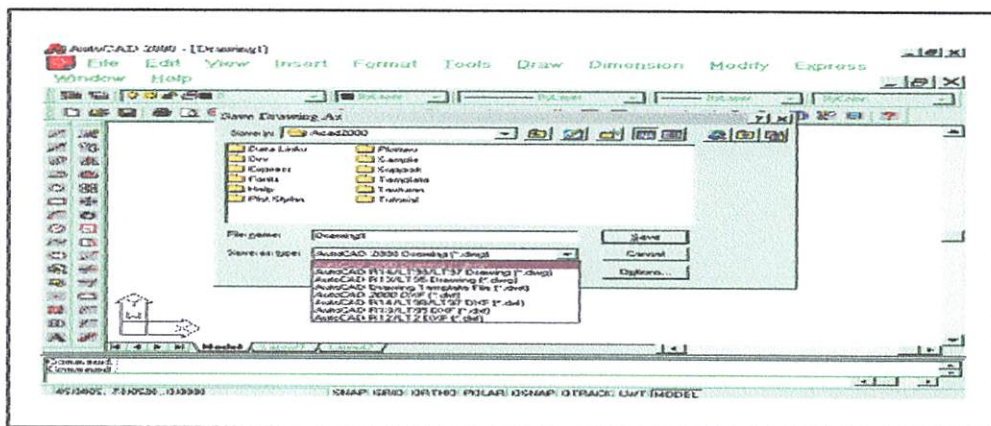 AutoCAD 2000 - [Drawing1]
File Edit View Insert Format Tools Draw Dimension Modify Express
Window Help
ByLayer ByLayer ByLayer ByColor
Save Drawing As
Save in: Acad2000
Data Links
Drv
Express
Fonts
Help
Plot Styles
Plotters
Sample
Support
Template
Textures
Tutorial
File name: Drawing1 Save
Save as type: AutoCAD 2000 Drawing (*.dwg) Cancel
Options...
AutoCAD R14/LT98/LT97 Drawing (*.dwg)
AutoCAD R13/LT95 Drawing (*.dwg)
AutoCAD Drawing Template File (*.dwt)
AutoCAD 2000 DXF (*.dxf)
AutoCAD R14/LT98/LT97 DXF (*.dxf)
AutoCAD R13/LT95 DXF (*.dxf)
AutoCAD R12/LT2 DXF (*.dxf)
Y
X
Model Layout1 Layout2
Command:
Command:
SNAP GRID ORTHO POLAR OSNAP OTRACK LWT MODEL